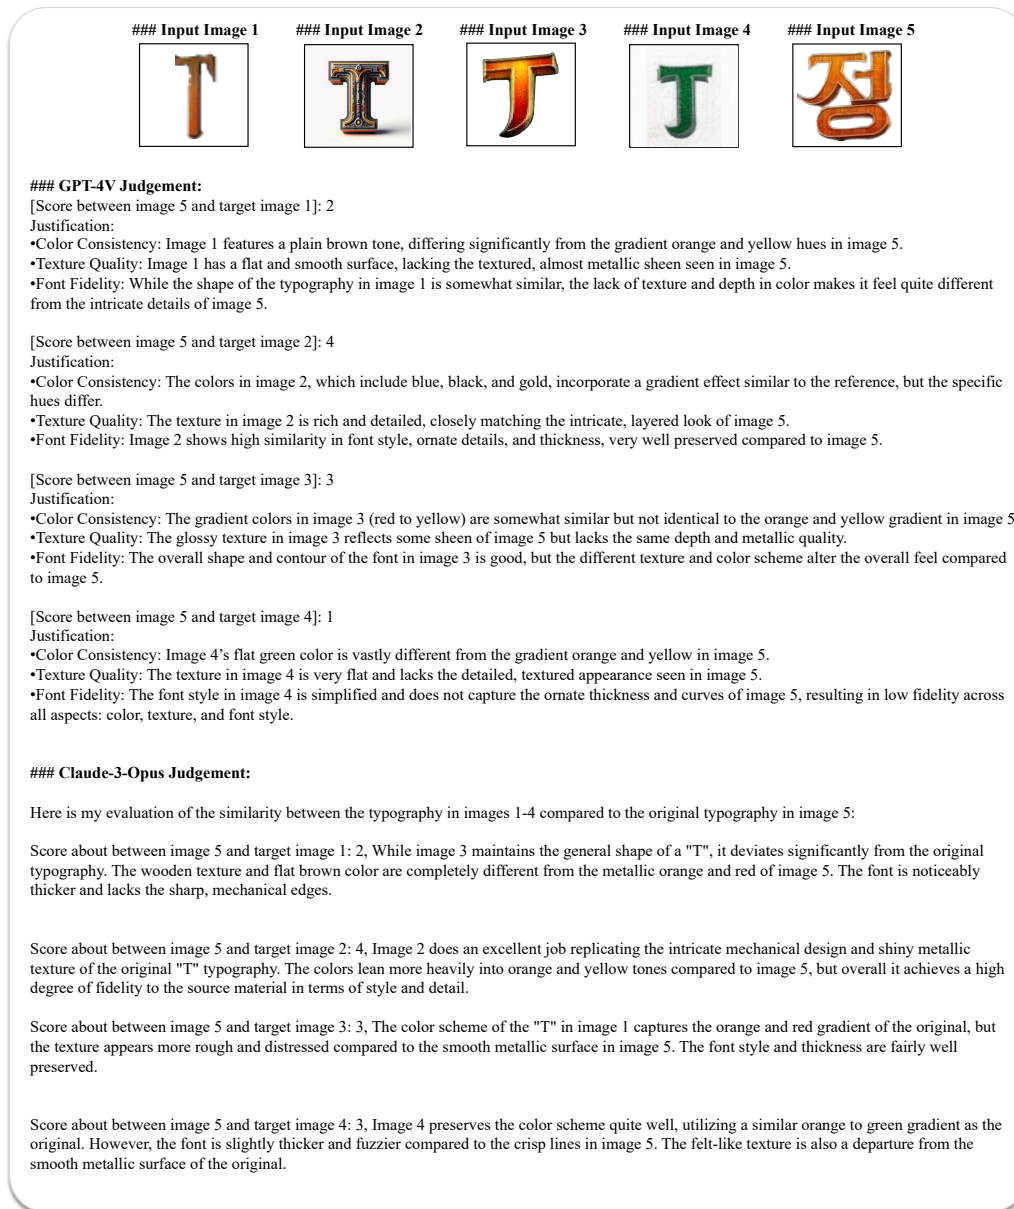 ### Input Image 1 ### Input Image 2 ### Input Image 3 ### Input Image 4 ### Input Image 5
T I J J 정
### GPT-4V Judgement:
[Score between image 5 and target image 1]: 2
Justification:
•Color Consistency: Image 1 features a plain brown tone, differing significantly from the gradient orange and yellow hues in image 5.
•Texture Quality: Image 1 has a flat and smooth surface, lacking the textured, almost metallic sheen seen in image 5.
•Font Fidelity: While the shape of the typography in image 1 is somewhat similar, the lack of texture and depth in color makes it feel quite different
from the intricate details of image 5.
[Score between image 5 and target image 2]: 4
Justification:
•Color Consistency: The colors in image 2, which include blue, black, and gold, incorporate a gradient effect similar to the reference, but the specific
hues differ.
•Texture Quality: The texture in image 2 is rich and detailed, closely matching the intricate, layered look of image 5.
•Font Fidelity: Image 2 shows high similarity in font style, ornate details, and thickness, very well preserved compared to image 5.
[Score between image 5 and target image 3]: 3
Justification:
•Color Consistency: The gradient colors in image 3 (red to yellow) are somewhat similar but not identical to the orange and yellow gradient in image 5
•Texture Quality: The glossy texture in image 3 reflects some sheen of image 5 but lacks the same depth and metallic quality.
•Font Fidelity: The overall shape and contour of the font in image 3 is good, but the different texture and color scheme alter the overall feel compared
to image 5.
[Score between image 5 and target image 4]: 1
Justification:
•Color Consistency: Image 4’s flat green color is vastly different from the gradient orange and yellow in image 5.
•Texture Quality: The texture in image 4 is very flat and lacks the detailed, textured appearance seen in image 5.
•Font Fidelity: The font style in image 4 is simplified and does not capture the ornate thickness and curves of image 5, resulting in low fidelity across
all aspects: color, texture, and font style.
### Claude-3-Opus Judgement:
Here is my evaluation of the similarity between the typography in images 1-4 compared to the original typography in image 5:
Score about between image 5 and target image 1: 2, While image 3 maintains the general shape of a "T", it deviates significantly from the original
typography. The wooden texture and flat brown color are completely different from the metallic orange and red of image 5. The font is noticeably
thicker and lacks the sharp, mechanical edges.
Score about between image 5 and target image 2: 4, Image 2 does an excellent job replicating the intricate mechanical design and shiny metallic
texture of the original "T" typography. The colors lean more heavily into orange and yellow tones compared to image 5, but overall it achieves a high
degree of fidelity to the source material in terms of style and detail.
Score about between image 5 and target image 3: 3, The color scheme of the "T" in image 1 captures the orange and red gradient of the original, but
the texture appears more rough and distressed compared to the smooth metallic surface in image 5. The font style and thickness are fairly well
preserved.
Score about between image 5 and target image 4: 3, Image 4 preserves the color scheme quite well, utilizing a similar orange to green gradient as the
original. However, the font is slightly thicker and fuzzier compared to the crisp lines in image 5. The felt-like texture is also a departure from the
smooth metallic surface of the original.